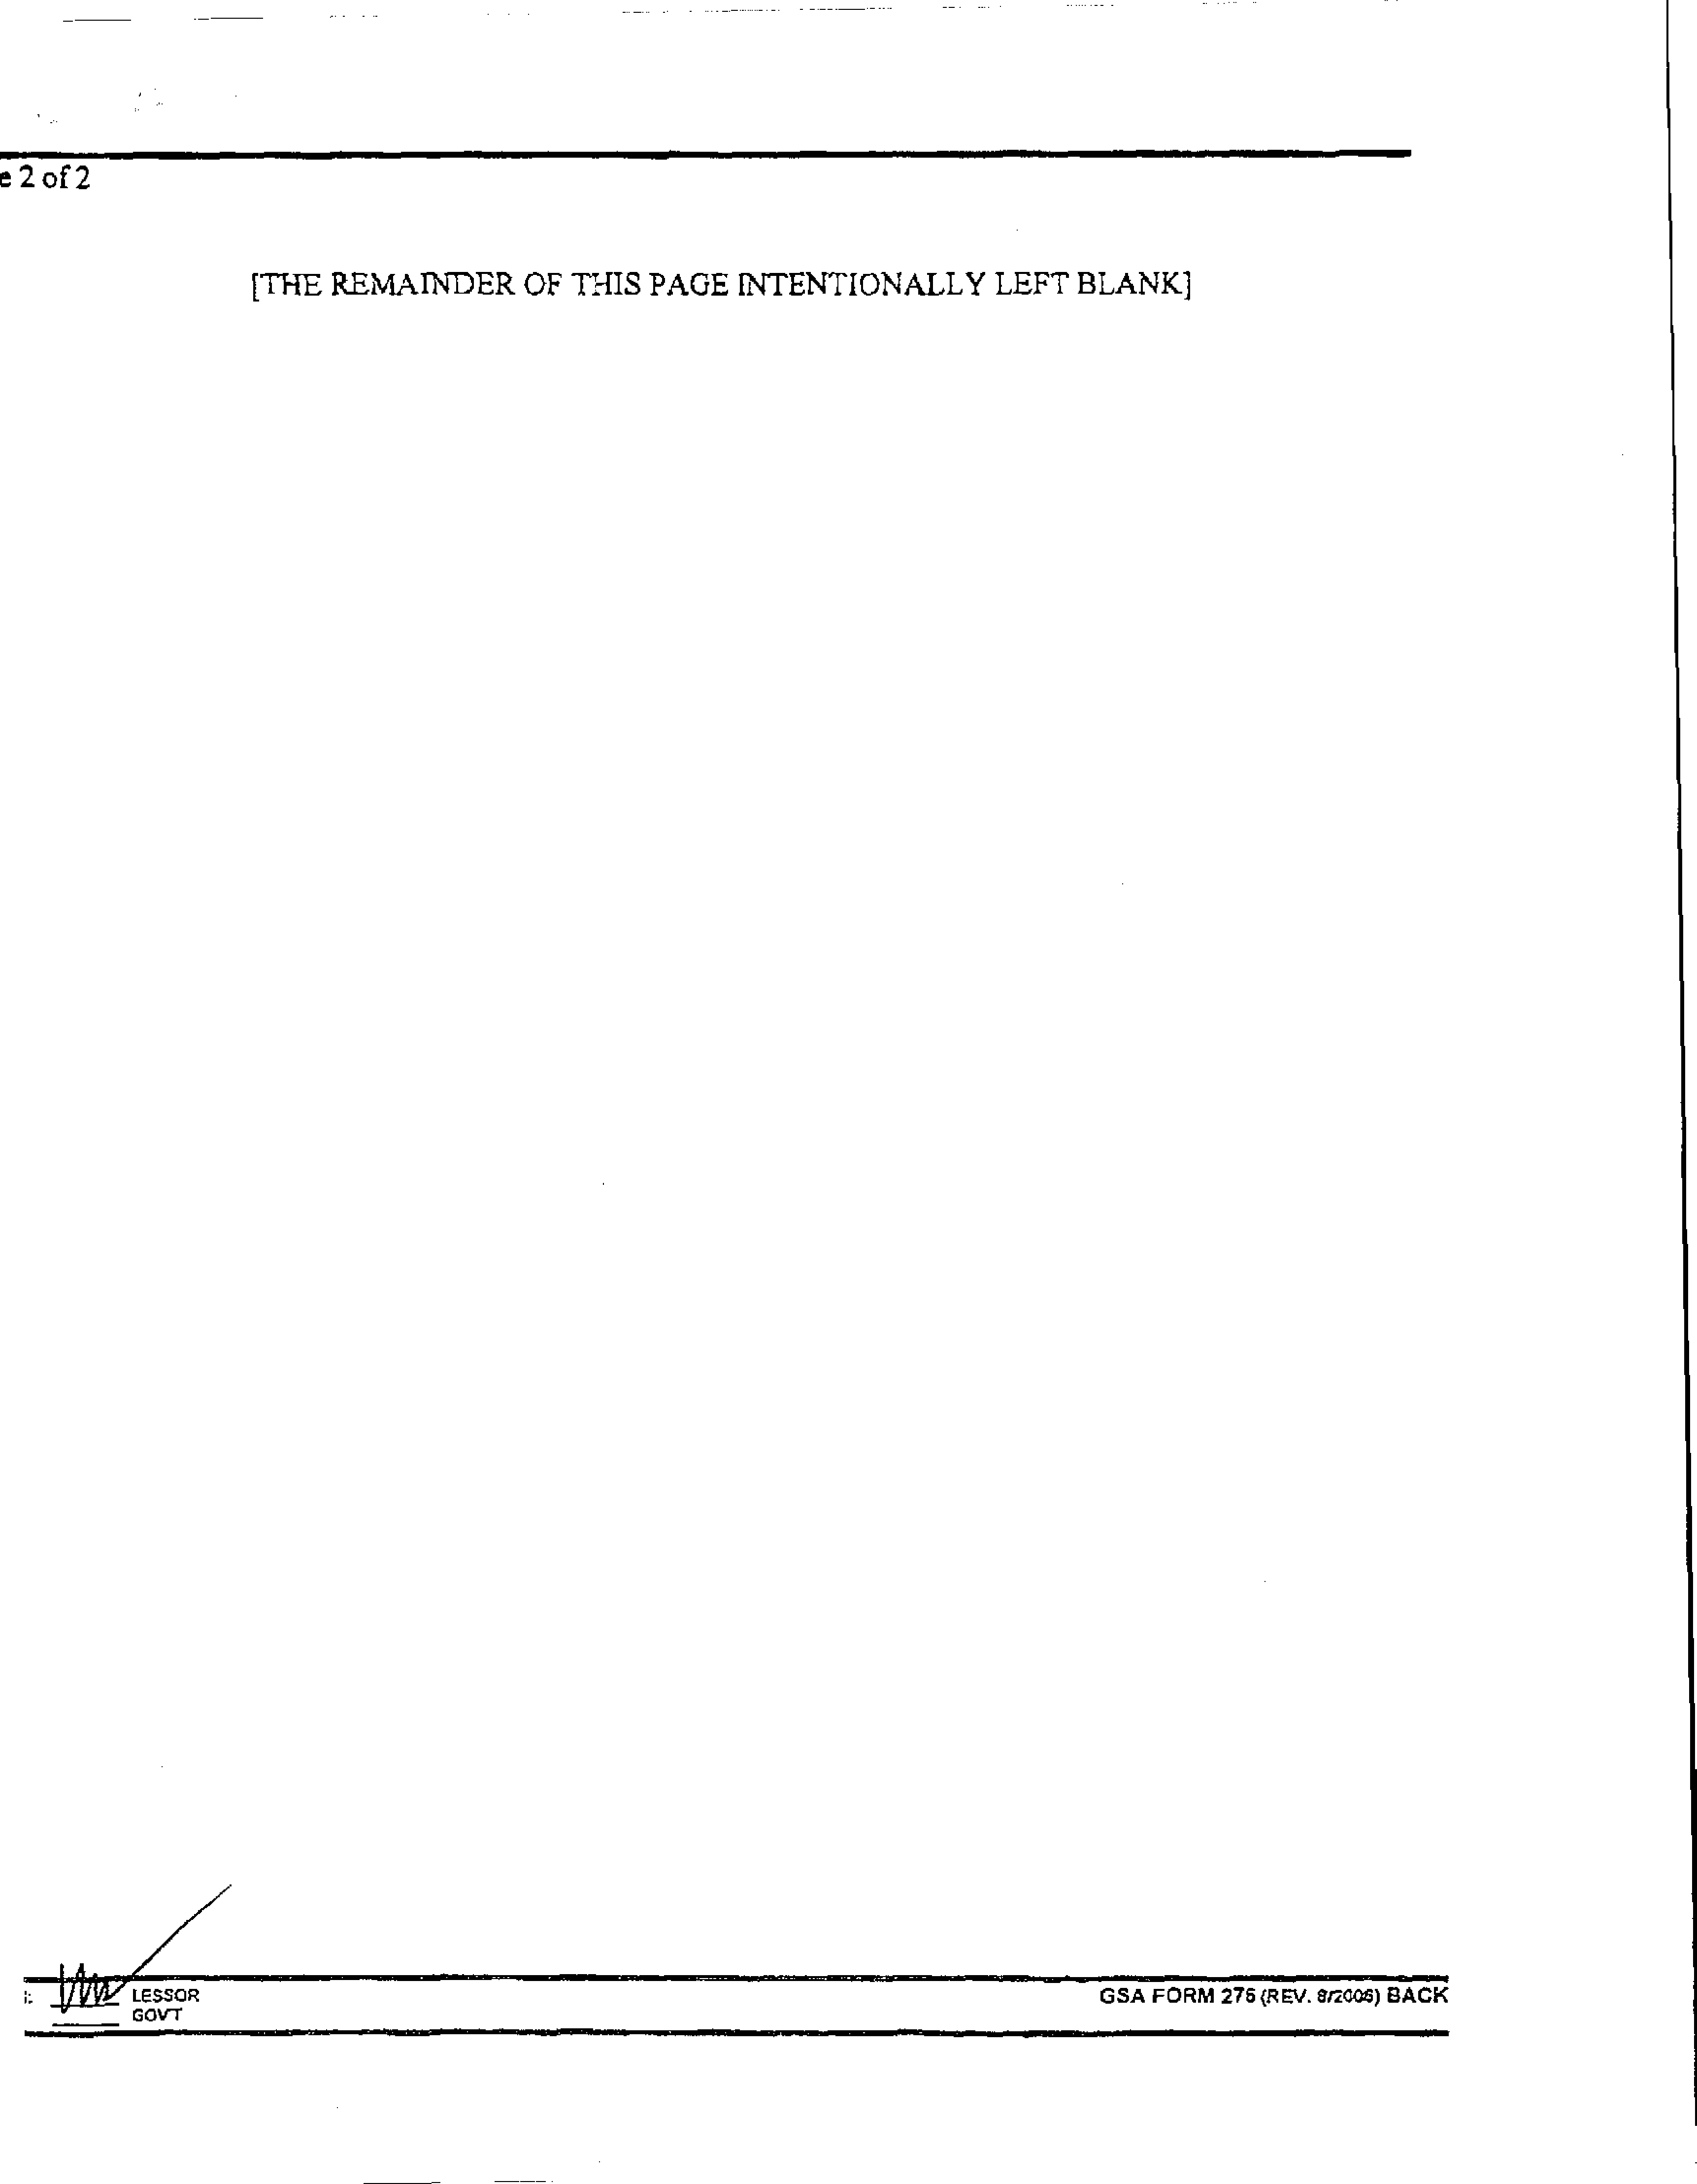 e 2 of 2
[THE REMAINDER OF THIS PAGE INTENTIONALLY LEFT BLANK]
LESSOR
GOVT
GSA FORM 276 (REV. 8/2006) BACK